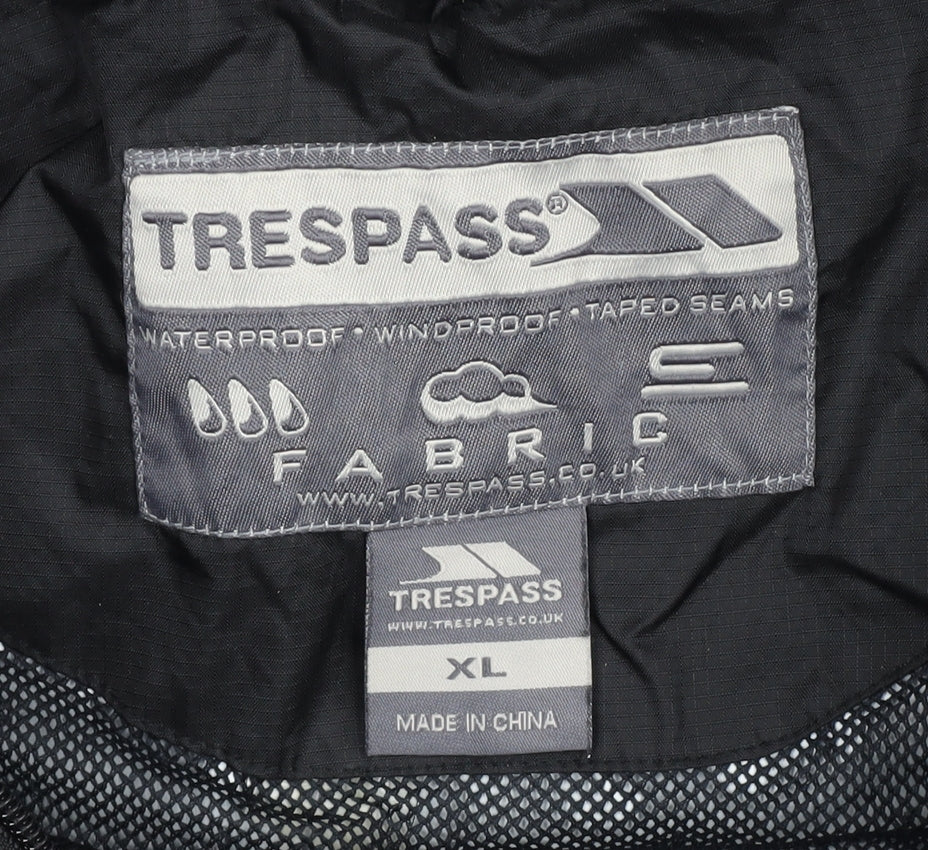 TRESPASS®
WATERPROOF • WINDPROOF • TAPED SEAMS
FABRIC
WWW.TRESPASS.CO.UK
TRESPASS
WWW.TRESPASS.CO.UK
XL
MADE IN CHINA